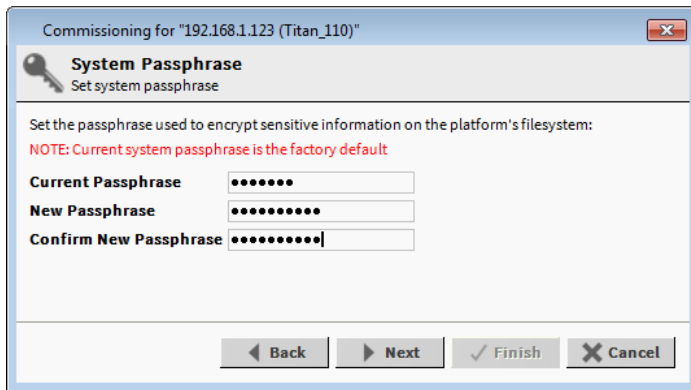 Commissioning for "192.168.1.123 (Titan_110)"
System Passphrase
Set system passphrase
Set the passphrase used to encrypt sensitive information on the platform's filesystem:
NOTE: Current system passphrase is the factory default
Current Passphrase •••••••
New Passphrase ••••••••••
Confirm New Passphrase ••••••••••
Back Next Finish Cancel